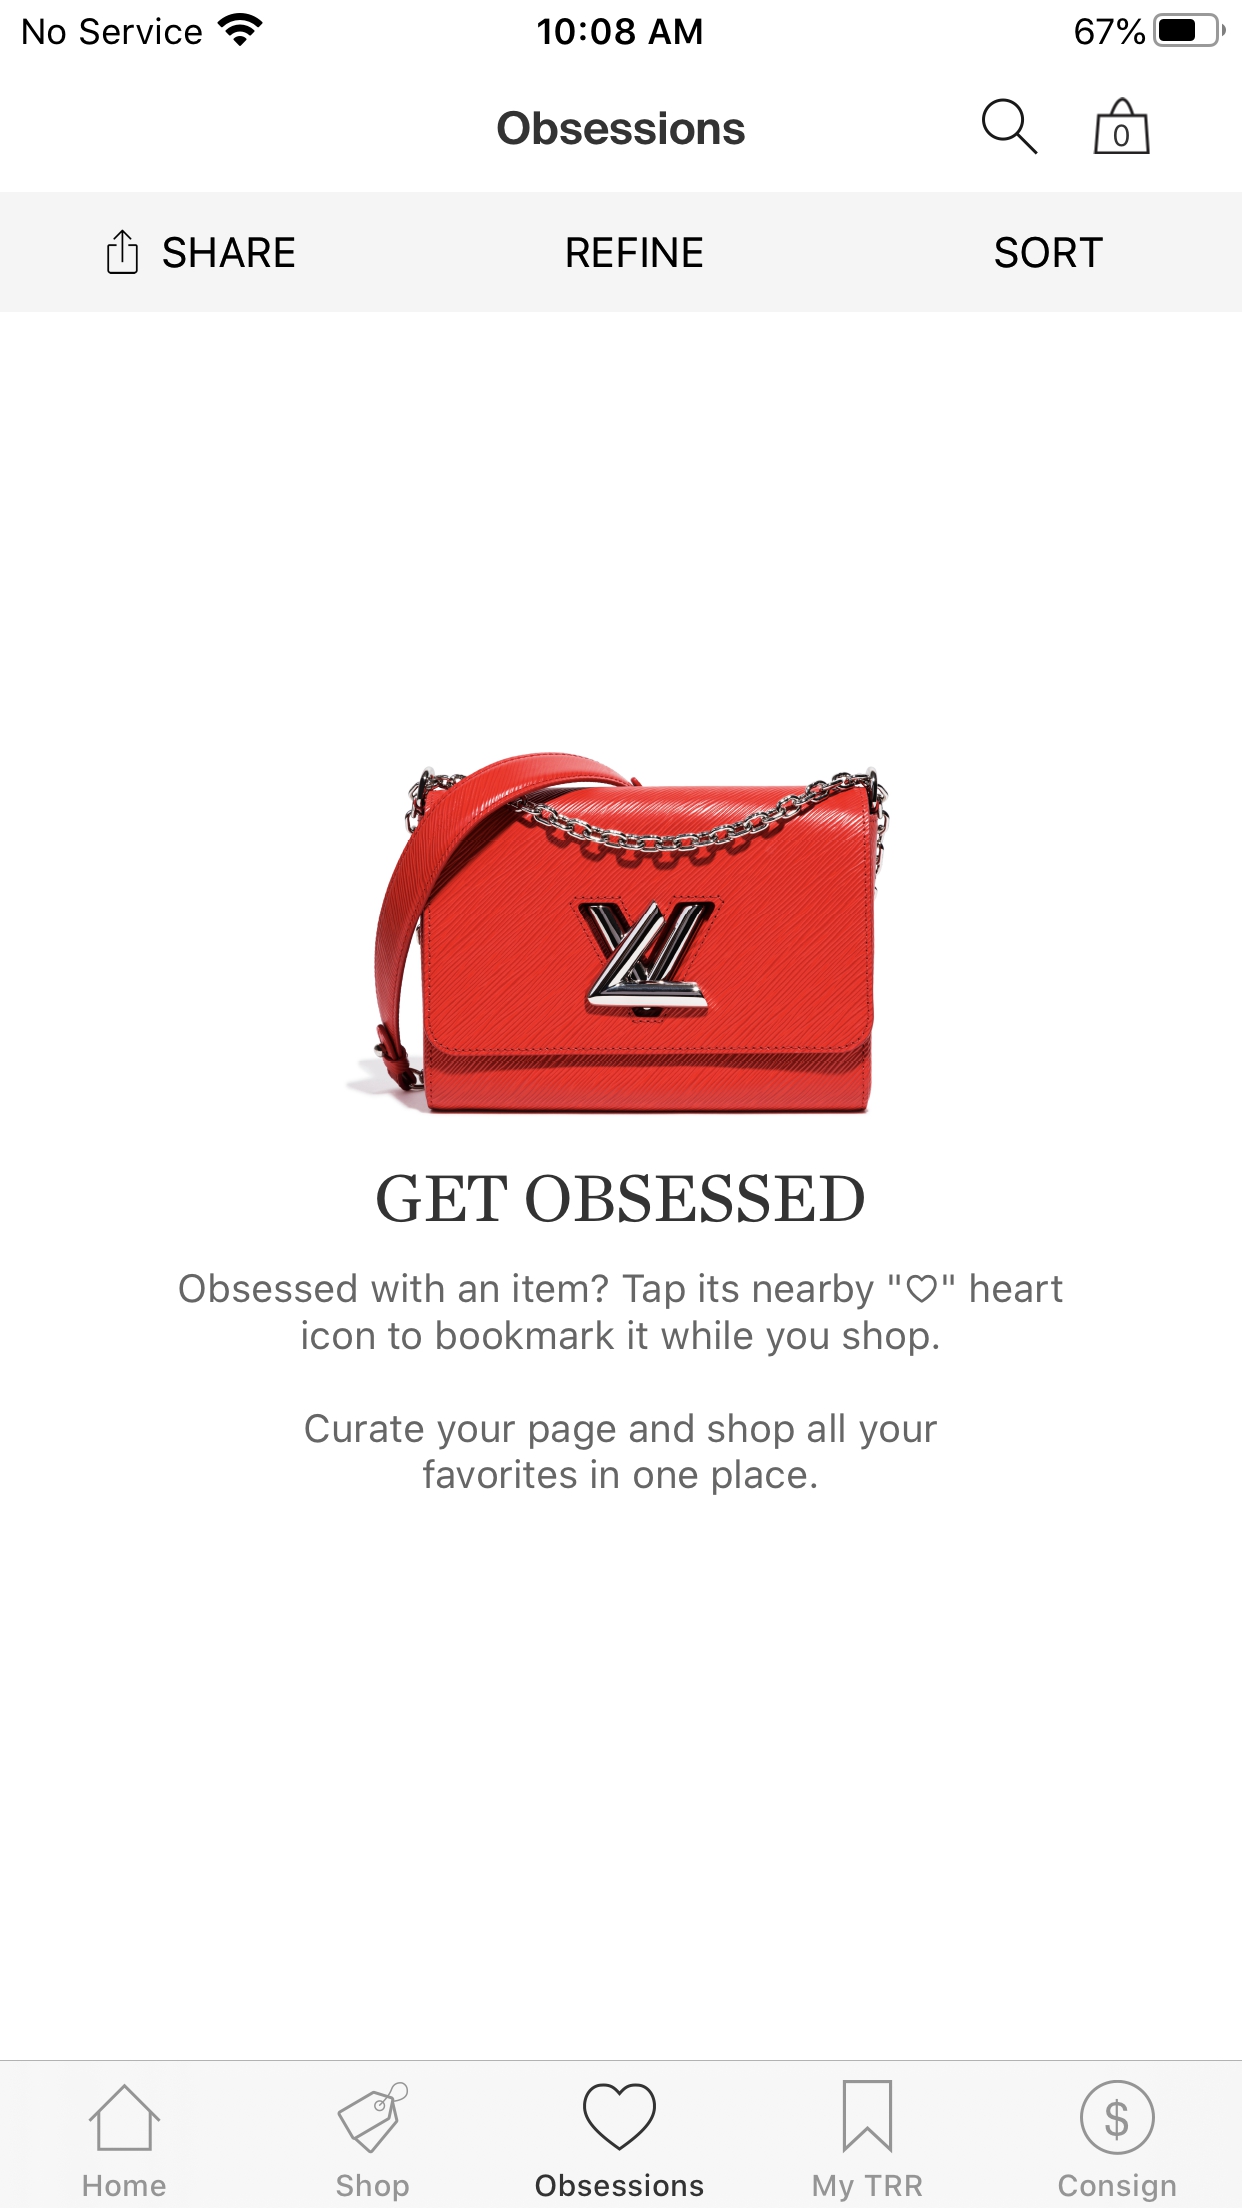 No Service 10:08 AM 67%
Obsessions 0
SHARE REFINE SORT
LV
GET OBSESSED
Obsessed with an item? Tap its nearby "♡" heart
icon to bookmark it while you shop.
Curate your page and shop all your
favorites in one place.
$
Home Shop Obsessions My TRR Consign